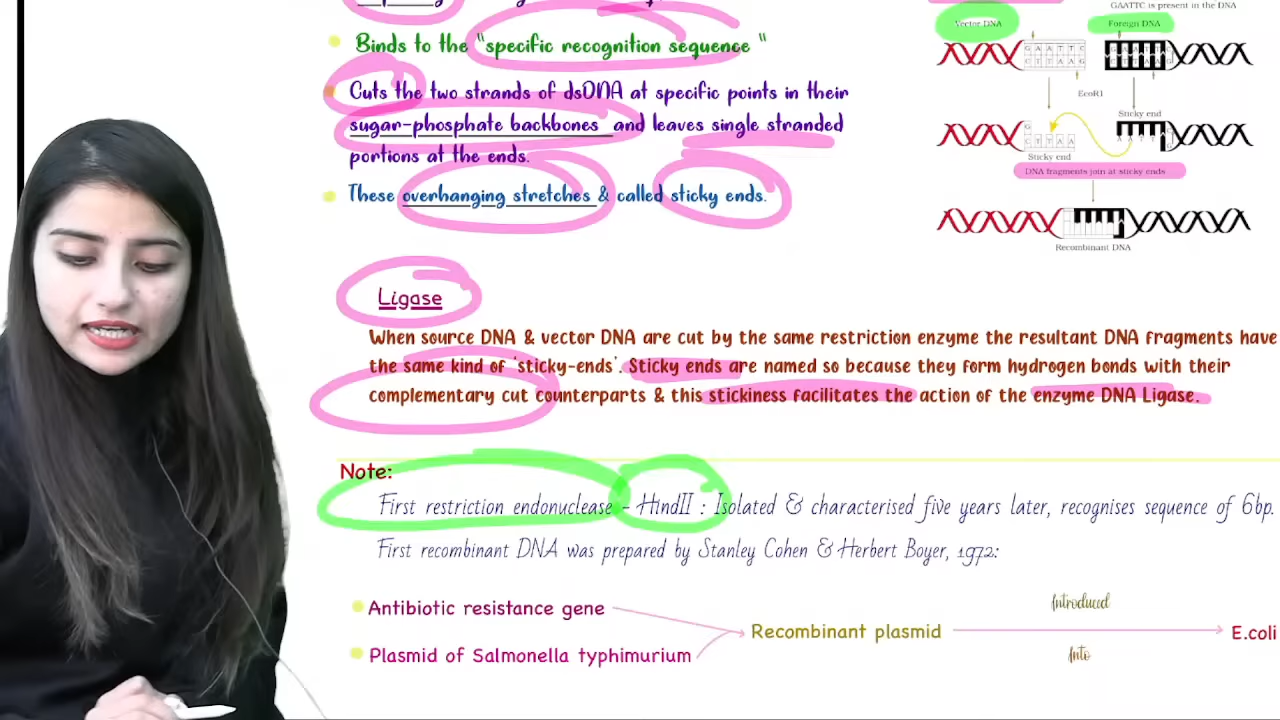 Binds to the "specific recognition sequence "
Cuts the two strands of dsDNA at specific points in their
sugar-phosphate backbones and leaves single stranded
portions at the ends.
These overhanging stretches & called sticky ends.
GAATTC is present in the DNA
Vector DNA
Foreign DNA
G A A T T C
C T T A A G
EcoR1
Sticky end
G
C T T A A
Sticky end
DNA fragments join at sticky ends
Recombinant DNA
Ligase
When source DNA & vector DNA are cut by the same restriction enzyme the resultant DNA fragments have
the same kind of 'sticky-ends'. Sticky ends are named so because they form hydrogen bonds with their
complementary cut counterparts & this stickiness facilitates the action of the enzyme DNA Ligase.
Note:
First restriction endonuclease - HindII : Isolated & characterised five years later, recognises sequence of 6bp.
First recombinant DNA was prepared by Stanley Cohen & Herbert Boyer, 1972:
Antibiotic resistance gene
Plasmid of Salmonella typhimurium
Recombinant plasmid
Introduced
Into
E.coli